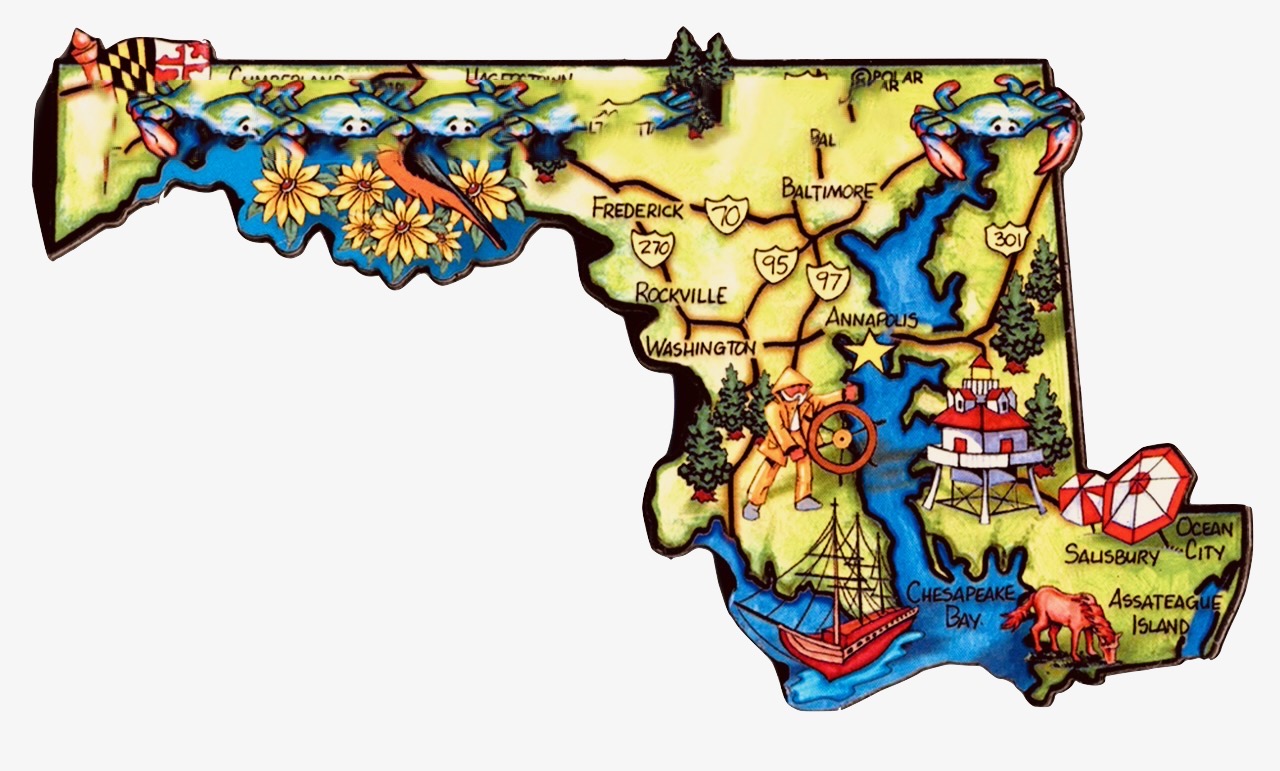 CUMBERLAND
HAGERSTOWN
POLAR
AR
BAL
BALTIMORE
FREDERICK
70
270
95
97
301
ROCKVILLE
ANNAPOLIS
WASHINGTON
OCEAN
CITY
SALISBURY
CHESAPEAKE
BAY.
ASSATEAGUE
ISLAND